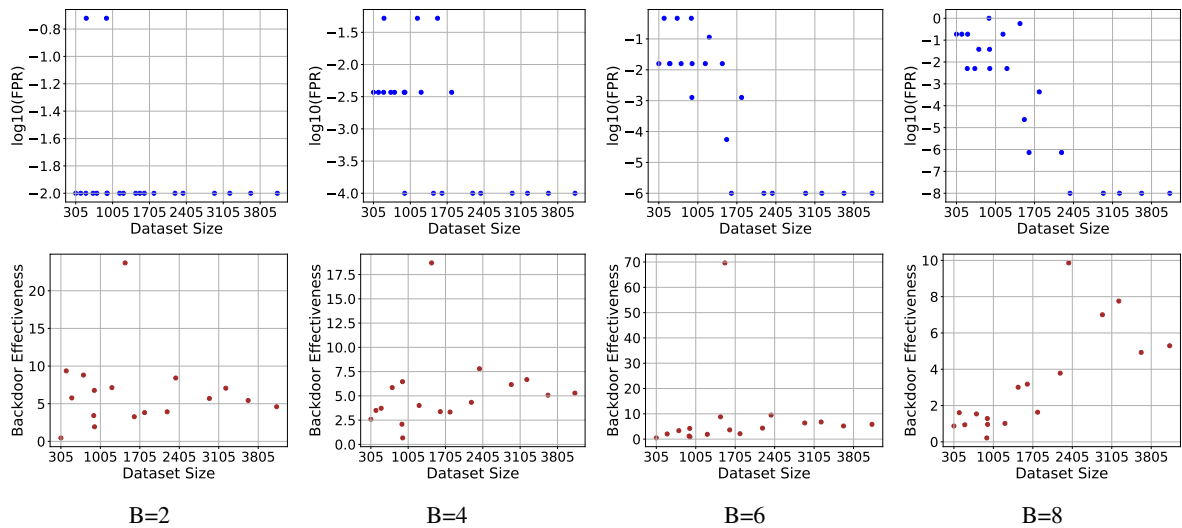 log10(FPR)
−0.8
−1.0
−1.2
−1.4
−1.6
−1.8
−2.0
305 1005 1705 2405 3105 3805
Dataset Size
log10(FPR)
−1.5
−2.0
−2.5
−3.0
−3.5
−4.0
305 1005 1705 2405 3105 3805
Dataset Size
log10(FPR)
−1
−2
−3
−4
−5
−6
305 1005 1705 2405 3105 3805
Dataset Size
log10(FPR)
0
−1
−2
−3
−4
−5
−6
−7
−8
305 1005 1705 2405 3105 3805
Dataset Size
Backdoor Effectiveness
20
15
10
5
0
305 1005 1705 2405 3105 3805
Dataset Size
Backdoor Effectiveness
17.5
15.0
12.5
10.0
7.5
5.0
2.5
0.0
305 1005 1705 2405 3105 3805
Dataset Size
Backdoor Effectiveness
70
60
50
40
30
20
10
0
305 1005 1705 2405 3105 3805
Dataset Size
Backdoor Effectiveness
10
8
6
4
2
0
305 1005 1705 2405 3105 3805
Dataset Size
B=2
B=4
B=6
B=8